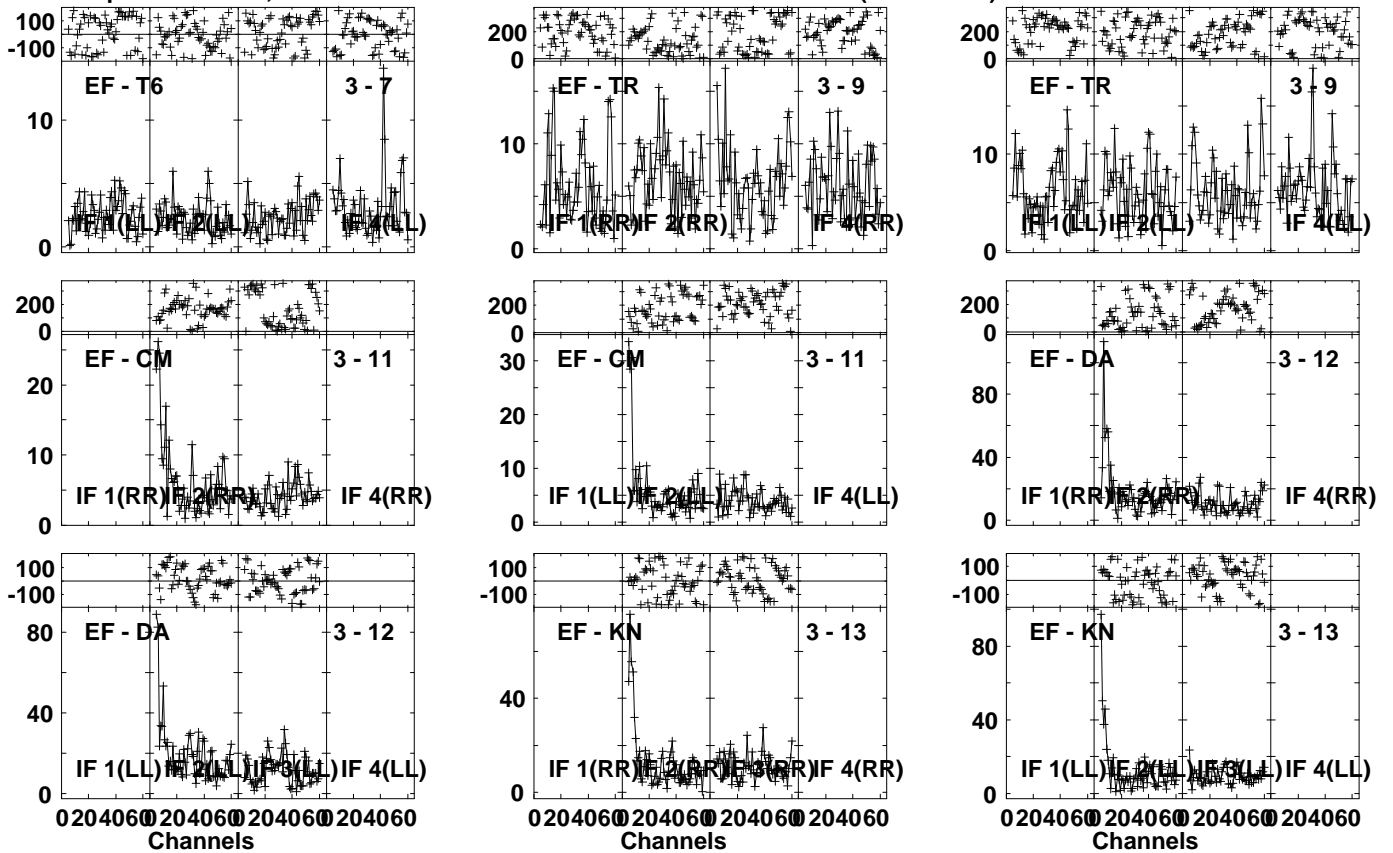 100
-100
EF - T6
3 - 7
10
0
IF 1(LL) IF 2(LL) IF 4(LL)
200
0
EF - TR
3 - 9
10
0
IF 1(RR) IF 2(RR) IF 4(RR)
200
0
EF - TR
3 - 9
10
0
IF 1(LL) IF 2(LL) IF 4(LL)
200
0
EF - CM
3 - 11
20
10
0
IF 1(RR) IF 2(RR) IF 4(RR)
200
0
EF - CM
3 - 11
30
20
10
0
IF 1(LL) IF 2(LL) IF 4(LL)
200
0
EF - DA
3 - 12
80
40
0
IF 1(RR) IF 2(RR) IF 4(RR)
100
-100
EF - DA
3 - 12
80
40
0
IF 1(LL) IF 2(LL) IF 3(LL) IF 4(LL)
0204060 0204060 0204060 0204060
Channels
100
-100
EF - KN
3 - 13
40
0
IF 1(RR) IF 2(RR) IF 3(RR) IF 4(RR)
0204060 0204060 0204060 0204060
Channels
100
-100
EF - KN
3 - 13
80
40
0
IF 1(LL) IF 2(LL) IF 3(LL) IF 4(LL)
0204060 0204060 0204060 0204060
Channels